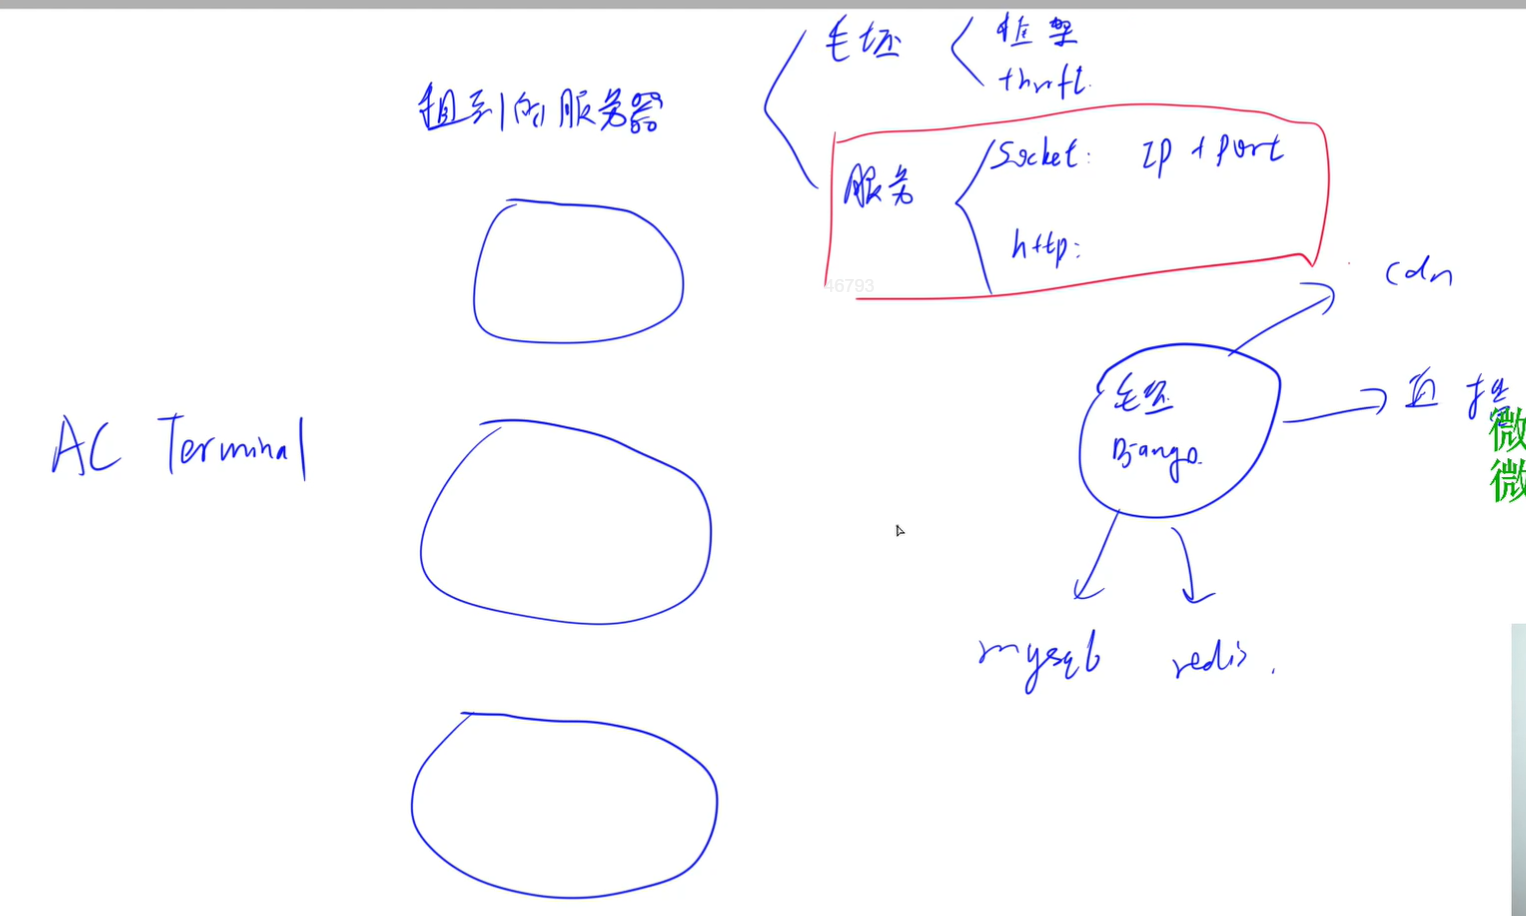 毛坯
框架
thrift
租到的服务器
服务
Socket: IP + Port
http:
46793
cdn
毛坯
Django
直播
微
微
AC Terminal
mysql
redis.